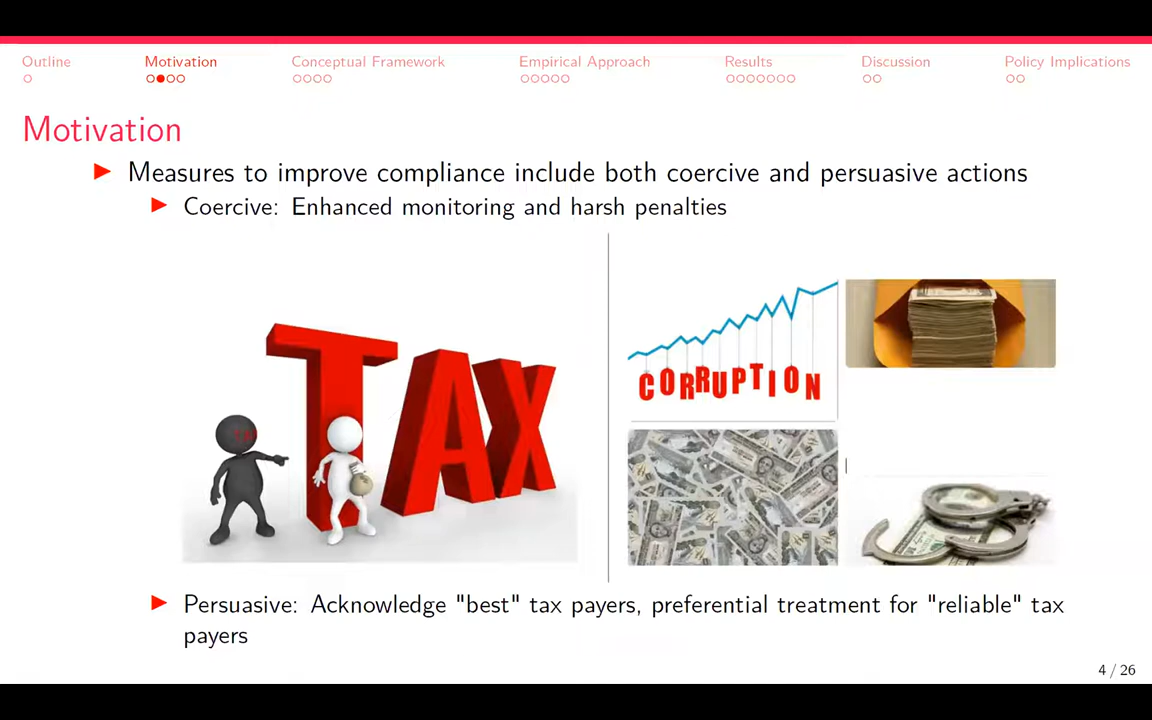 Outline
Motivation
Conceptual Framework
Empirical Approach
Results
Discussion
Policy Implications
Motivation
Measures to improve compliance include both coercive and persuasive actions
Coercive: Enhanced monitoring and harsh penalties
TAX
CORRUPTION
Persuasive: Acknowledge "best" tax payers, preferential treatment for "reliable" tax
payers
4 / 26